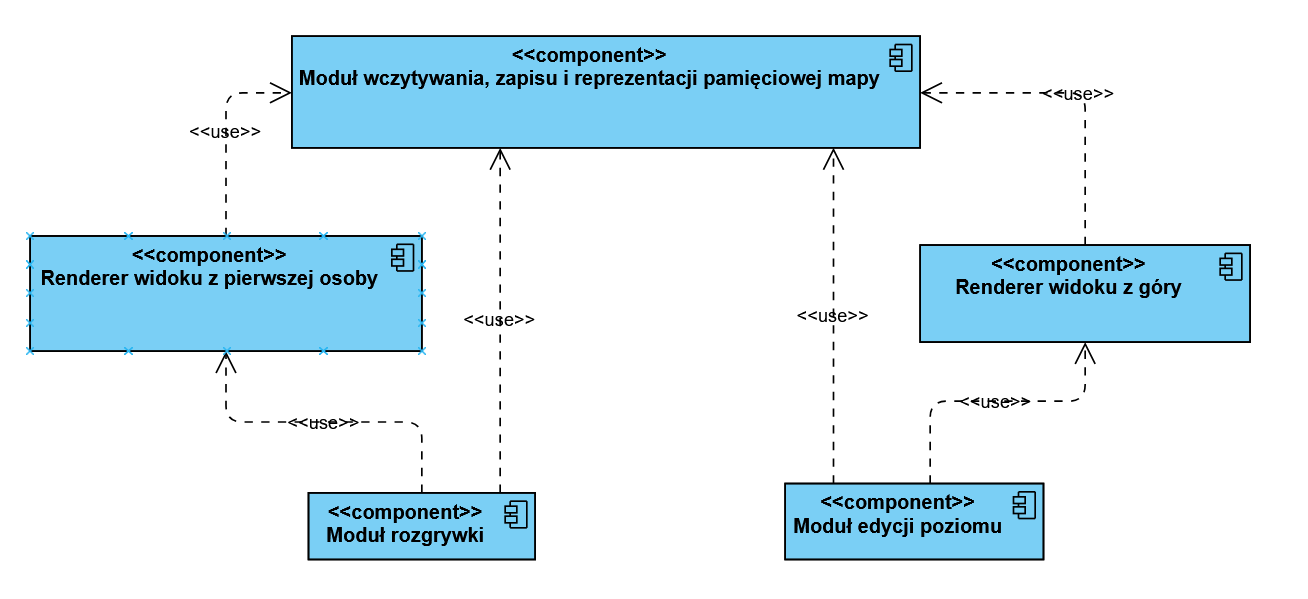 <<component>>
Moduł wczytywania, zapisu i reprezentacji pamięciowej mapy
<<use>>
<<use>>
<<component>>
Renderer widoku z pierwszej osoby
<<component>>
Renderer widoku z góry
<<use>>
<<use>>
<<use>>
<<use>>
<<component>>
Moduł rozgrywki
<<component>>
Moduł edycji poziomu